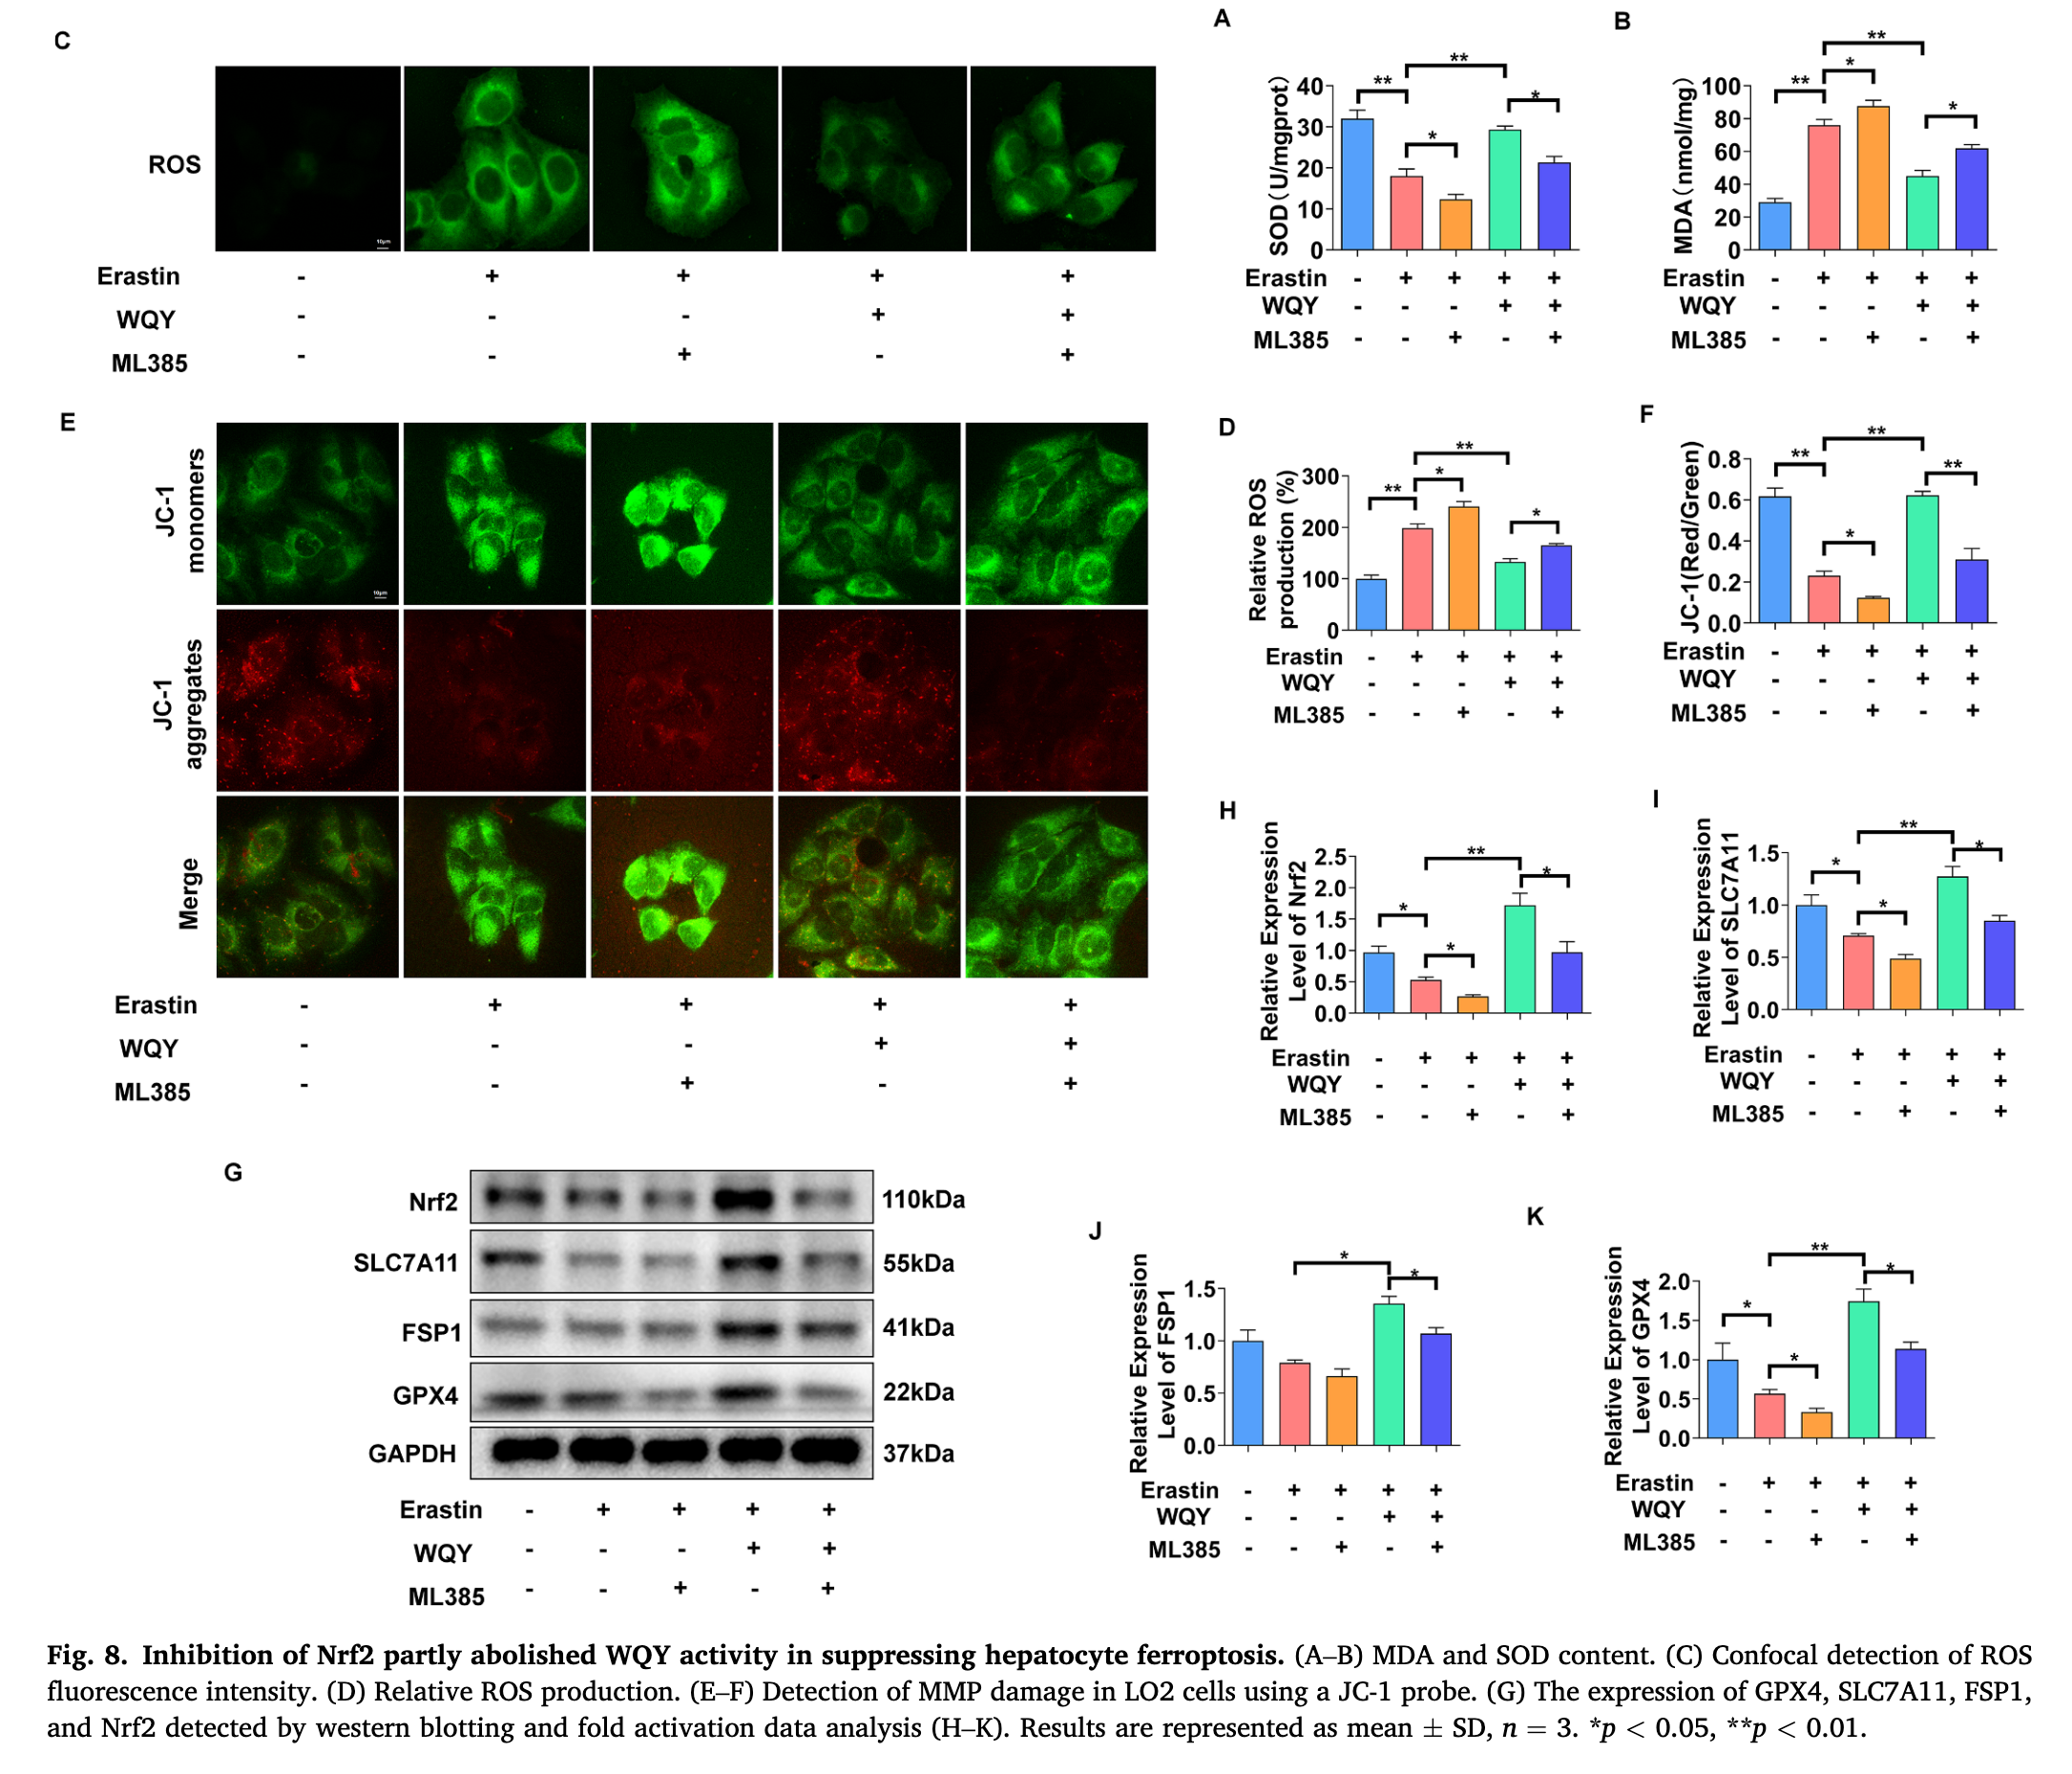 C
ROS
10μm
Erastin - + + + +
WQY - - - + +
ML385 - - + - +
A
SOD(U/mgprot)
40
30
20
10
0
** ** * *
Erastin - + + + +
WQY - - - + +
ML385 - - + - +
B
MDA(nmol/mg)
100
80
60
40
20
0
** * ** *
Erastin - + + + +
WQY - - - + +
ML385 - - + - +
E
JC-1
monomers
10μm
JC-1
aggregates
Merge
Erastin - + + + +
WQY - - - + +
ML385 - - + - +
D
Relative ROS
production (%)
300
200
100
0
** * ** *
Erastin - + + + +
WQY - - - + +
ML385 - - + - +
F
JC-1(Red/Green)
0.8
0.6
0.4
0.2
0.0
** ** * **
Erastin - + + + +
WQY - - - + +
ML385 - - + - +
H
Relative Expression
Level of Nrf2
2.5
2.0
1.5
1.0
0.5
0.0
* * ** *
Erastin - + + + +
WQY - - - + +
ML385 - - + - +
I
Relative Expression
Level of SLC7A11
1.5
1.0
0.5
0.0
* * ** *
Erastin - + + + +
WQY - - - + +
ML385 - - + - +
G
Nrf2 110kDa
SLC7A11 55kDa
FSP1 41kDa
GPX4 22kDa
GAPDH 37kDa
Erastin - + + + +
WQY - - - + +
ML385 - - + - +
J
Relative Expression
Level of FSP1
1.5
1.0
0.5
0.0
* *
Erastin - + + + +
WQY - - - + +
ML385 - - + - +
K
Relative Expression
Level of GPX4
2.0
1.5
1.0
0.5
0.0
* * ** *
Erastin - + + + +
WQY - - - + +
ML385 - - + - +
Fig. 8. Inhibition of Nrf2 partly abolished WQY activity in suppressing hepatocyte ferroptosis. (A–B) MDA and SOD content. (C) Confocal detection of ROS
fluorescence intensity. (D) Relative ROS production. (E–F) Detection of MMP damage in LO2 cells using a JC-1 probe. (G) The expression of GPX4, SLC7A11, FSP1,
and Nrf2 detected by western blotting and fold activation data analysis (H–K). Results are represented as mean ± SD, n = 3. *p < 0.05, **p < 0.01.